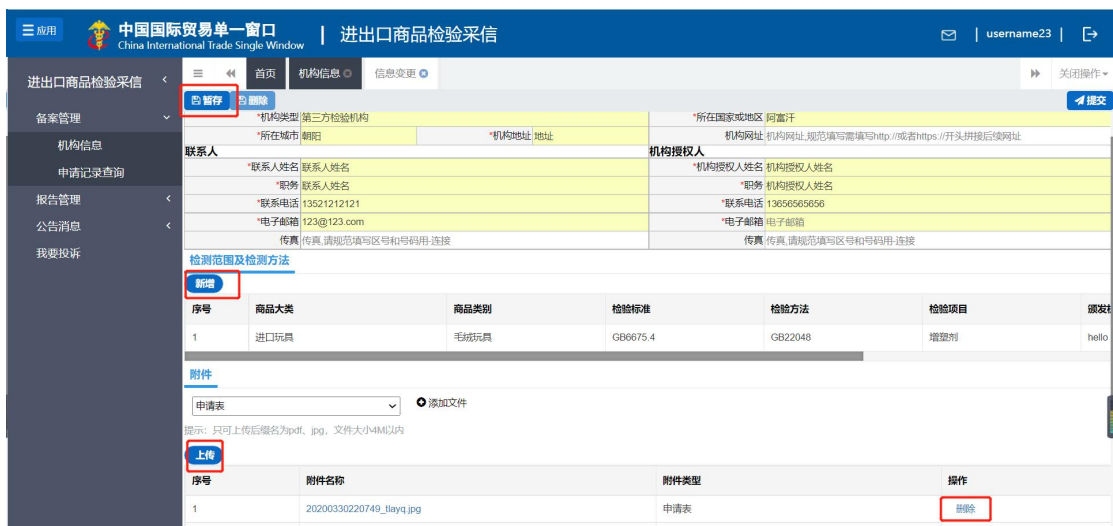 应用 中国国际贸易单一窗口 进出口商品检验采信 username23
China International Trade Single Window
进出口商品检验采信 首页 机构信息 信息变更 关闭操作
暂存 删除 提交
备案管理
机构信息
申请记录查询
报告管理
公告消息
我要投诉
*机构类型 第三方检验机构 *所在国家或地区 阿富汗
*所在城市 朝阳 *机构地址 地址 机构网址 机构网址,规范填写需填写http://或者https://开头拼接后续网址
联系人 机构授权人
*联系人姓名 联系人姓名 *机构授权人姓名 机构授权人姓名
*职务 联系人姓名 *职务 机构授权人姓名
*联系电话 13521212121 *联系电话 13656565656
*电子邮箱 123@123.com *电子邮箱 电子邮箱
传真 传真,请规范填写区号和号码用-连接 传真 传真,请规范填写区号和号码用-连接
检测范围及检测方法
新增
序号 商品大类 商品类别 检验标准 检验方法 检验项目 颁发
1 进口玩具 毛绒玩具 GB6675.4 GB22048 增塑剂 hello
附件
申请表 添加文件
提示：只可上传后缀名为pdf、jpg，文件大小4M以内
上传
序号 附件名称 附件类型 操作
1 20200330220749_tlayq.jpg 申请表 删除